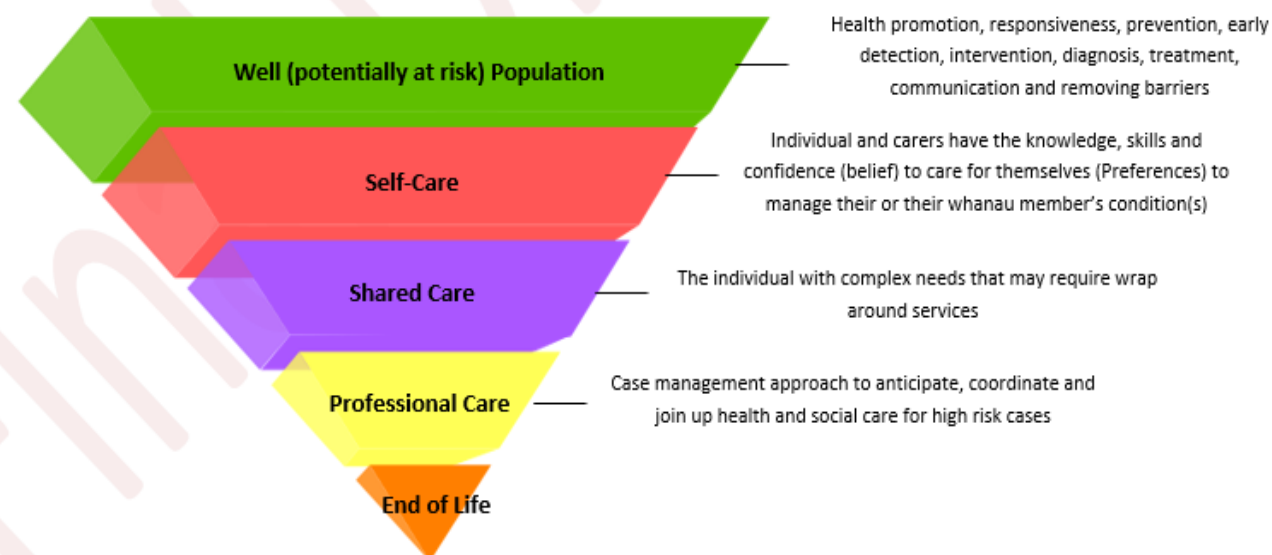 Well (potentially at risk) Population
Health promotion, responsiveness, prevention, early
detection, intervention, diagnosis, treatment,
communication and removing barriers
Self-Care
Individual and carers have the knowledge, skills and
confidence (belief) to care for themselves (Preferences) to
manage their or their whanau member's condition(s)
Shared Care
The individual with complex needs that may require wrap
around services
Professional Care
Case management approach to anticipate, coordinate and
join up health and social care for high risk cases
End of Life